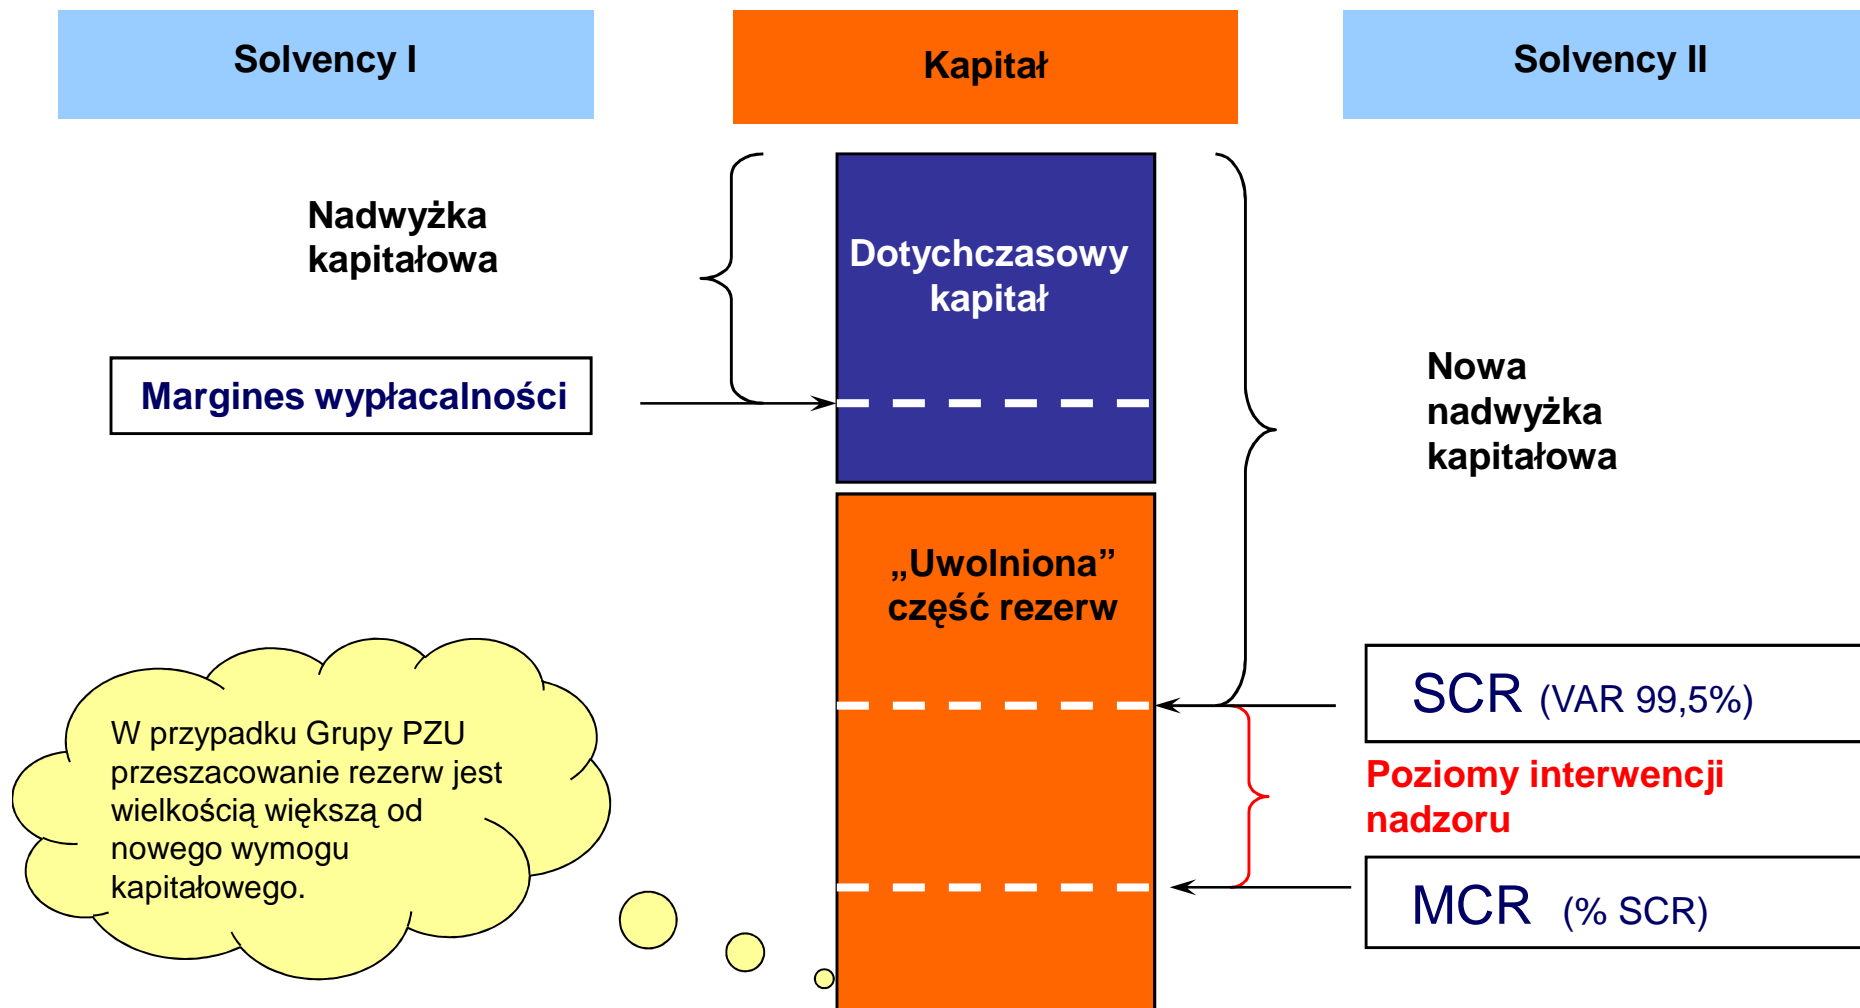 Solvency I
Kapitał
Solvency II
Nadwyżka
kapitałowa
Dotychczasowy
kapitał
Margines wypłacalności
Nowa
nadwyżka
kapitałowa
„Uwolniona”
część rezerw
SCR (VAR 99,5%)
Poziomy interwencji
nadzoru
MCR (% SCR)
W przypadku Grupy PZU
przeszacowanie rezerw jest
wielkością większą od
nowego wymogu
kapitałowego.